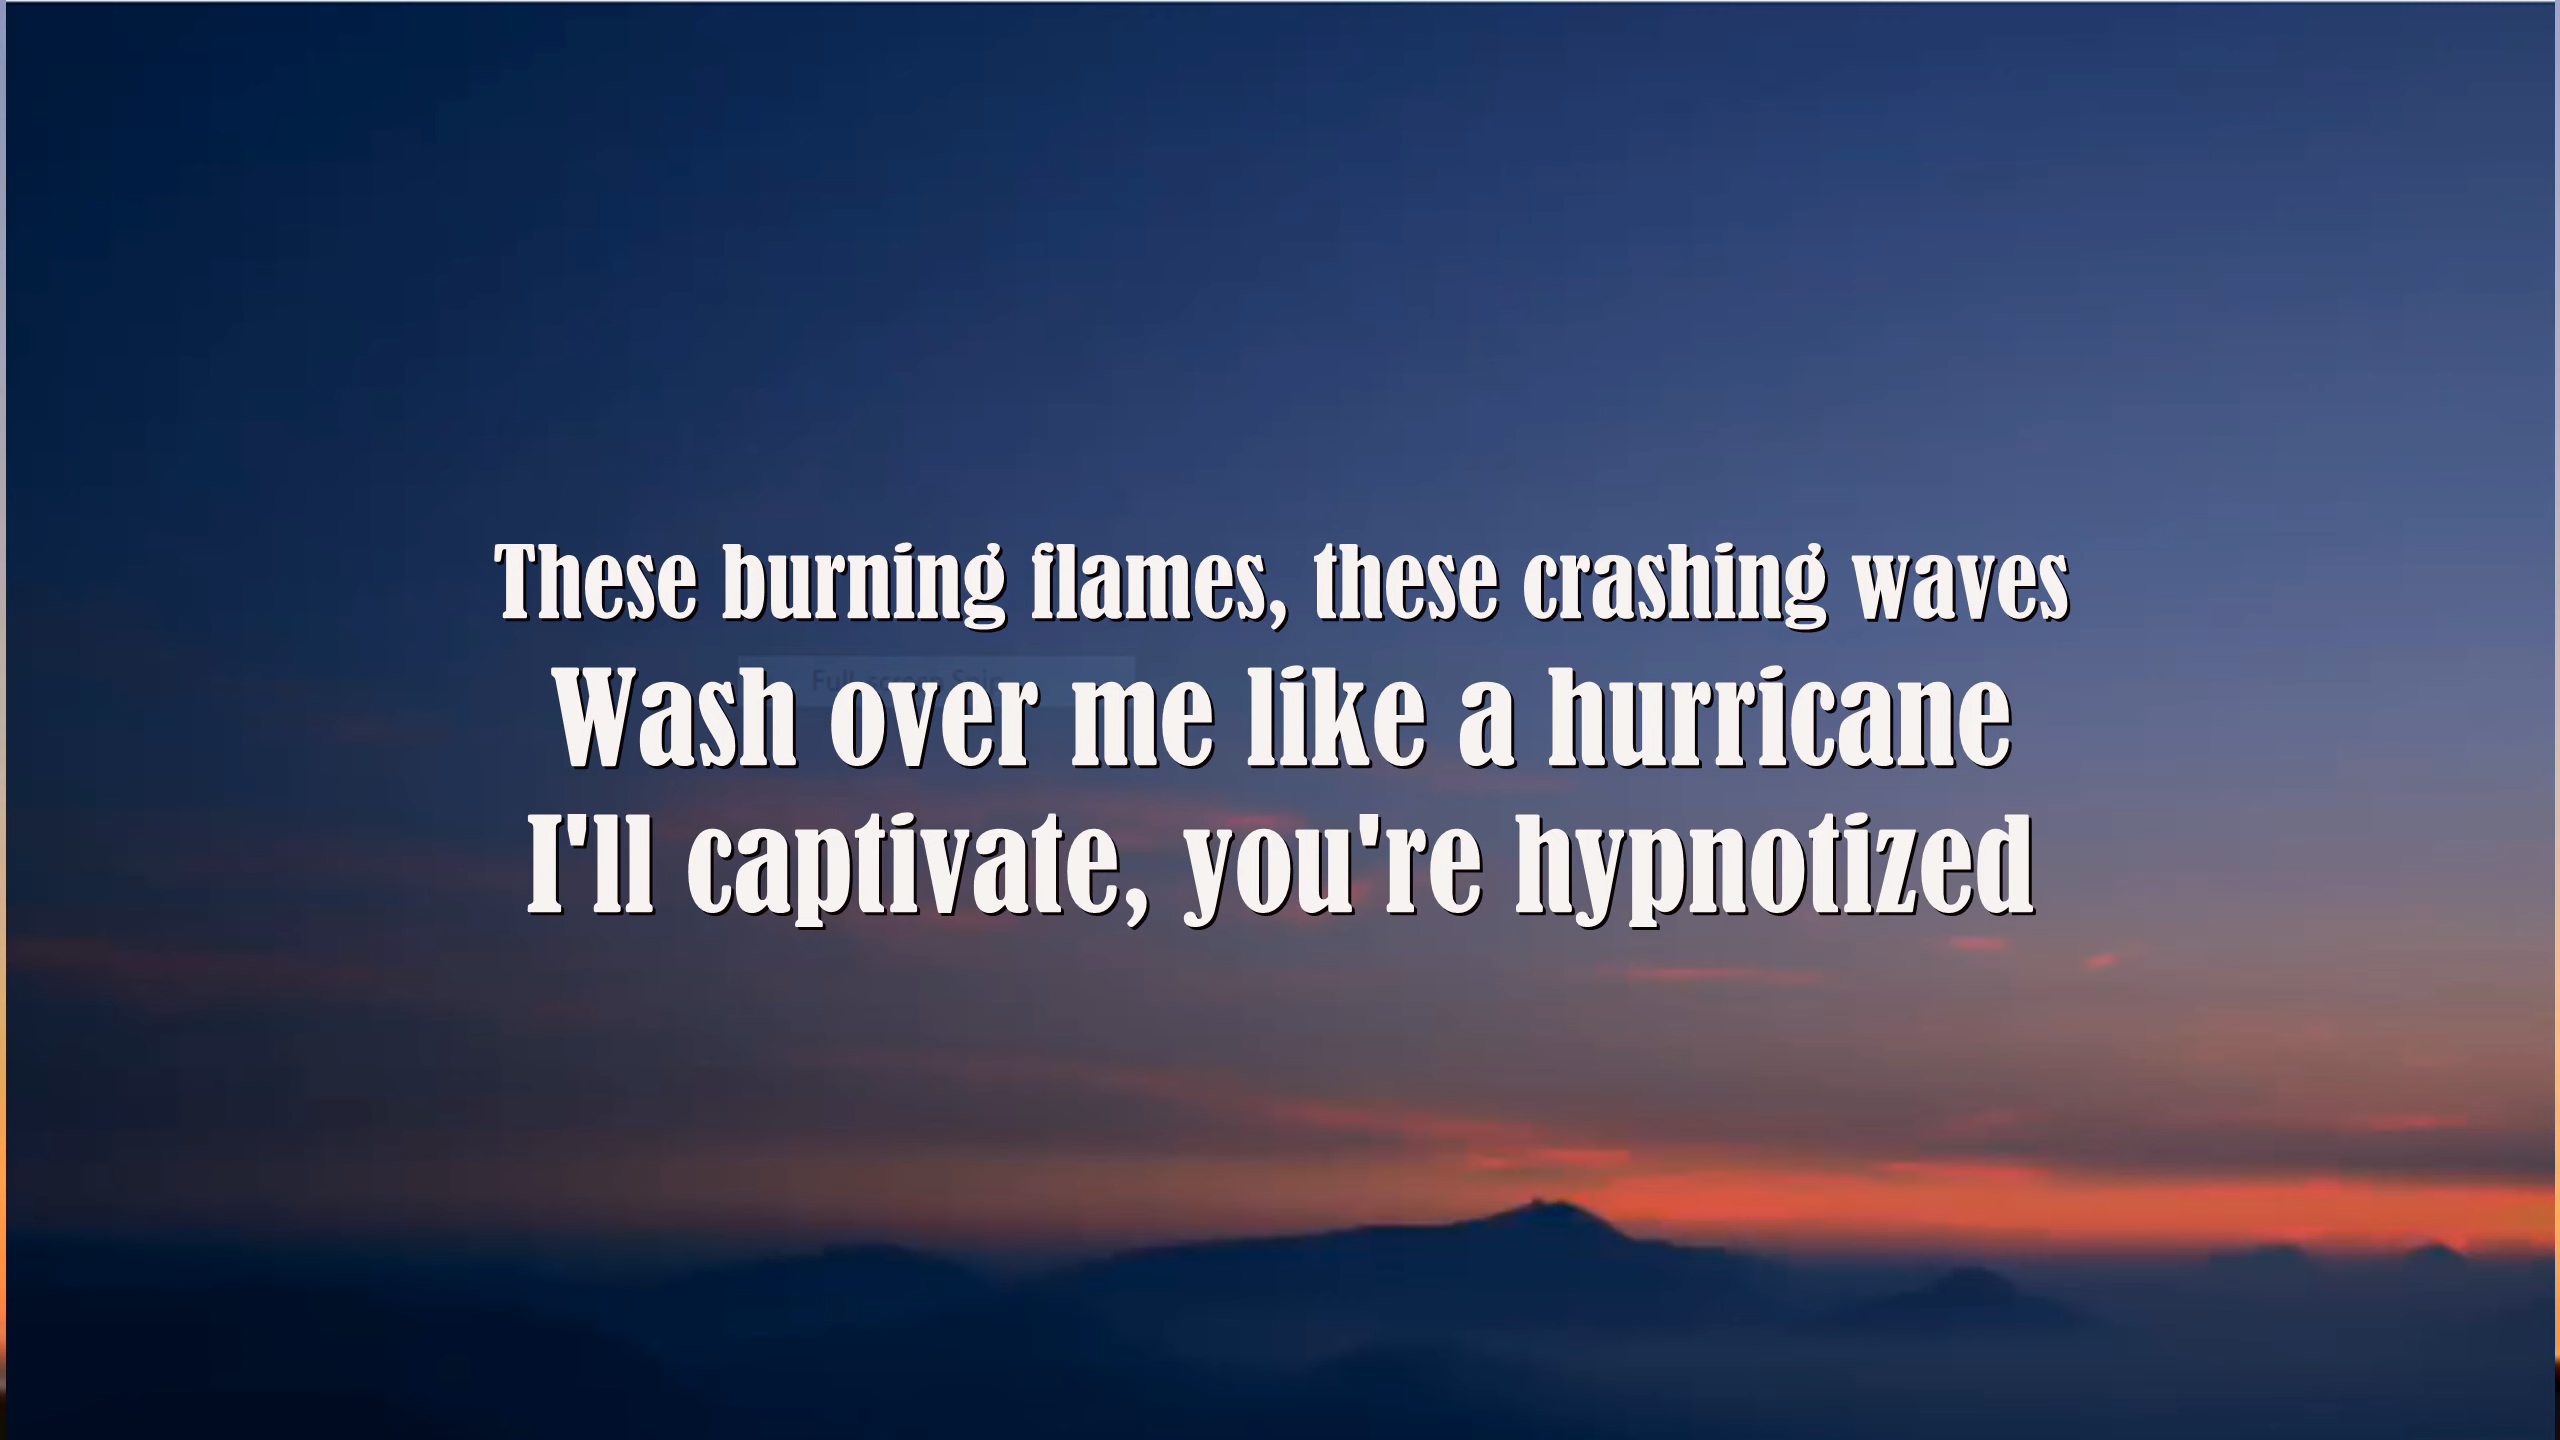 These burning flames, these crashing waves
Wash over me like a hurricane
I'll captivate, you're hypnotized